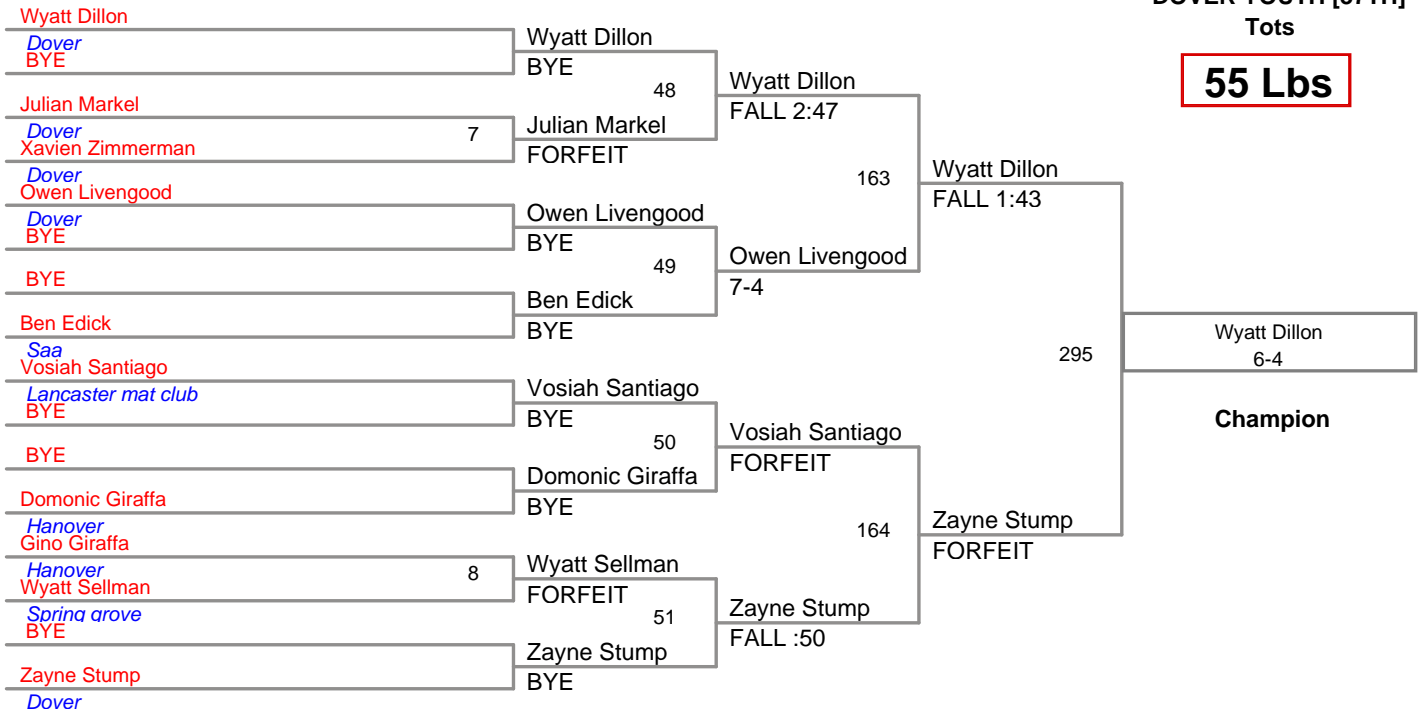 DOVER YOUTH [37TH]
Tots
55 Lbs
Wyatt Dillon
Dover
BYE
Julian Markel
Dover
Xavien Zimmerman
Dover
Owen Livengood
Dover
BYE
BYE
Ben Edick
Saa
Vosiah Santiago
Lancaster mat club
BYE
BYE
Domonic Giraffa
Hanover
Gino Giraffa
Hanover
Wyatt Sellman
Spring grove
BYE
Zayne Stump
Dover
7
8
Wyatt Dillon
BYE
48
Julian Markel
FORFEIT
Owen Livengood
BYE
49
Ben Edick
BYE
Vosiah Santiago
BYE
50
Domonic Giraffa
BYE
Wyatt Sellman
FORFEIT
51
Zayne Stump
BYE
Wyatt Dillon
FALL 2:47
163
Owen Livengood
7-4
Vosiah Santiago
FORFEIT
164
Zayne Stump
FALL :50
Wyatt Dillon
FALL 1:43
295
Zayne Stump
FORFEIT
Wyatt Dillon
6-4
Champion